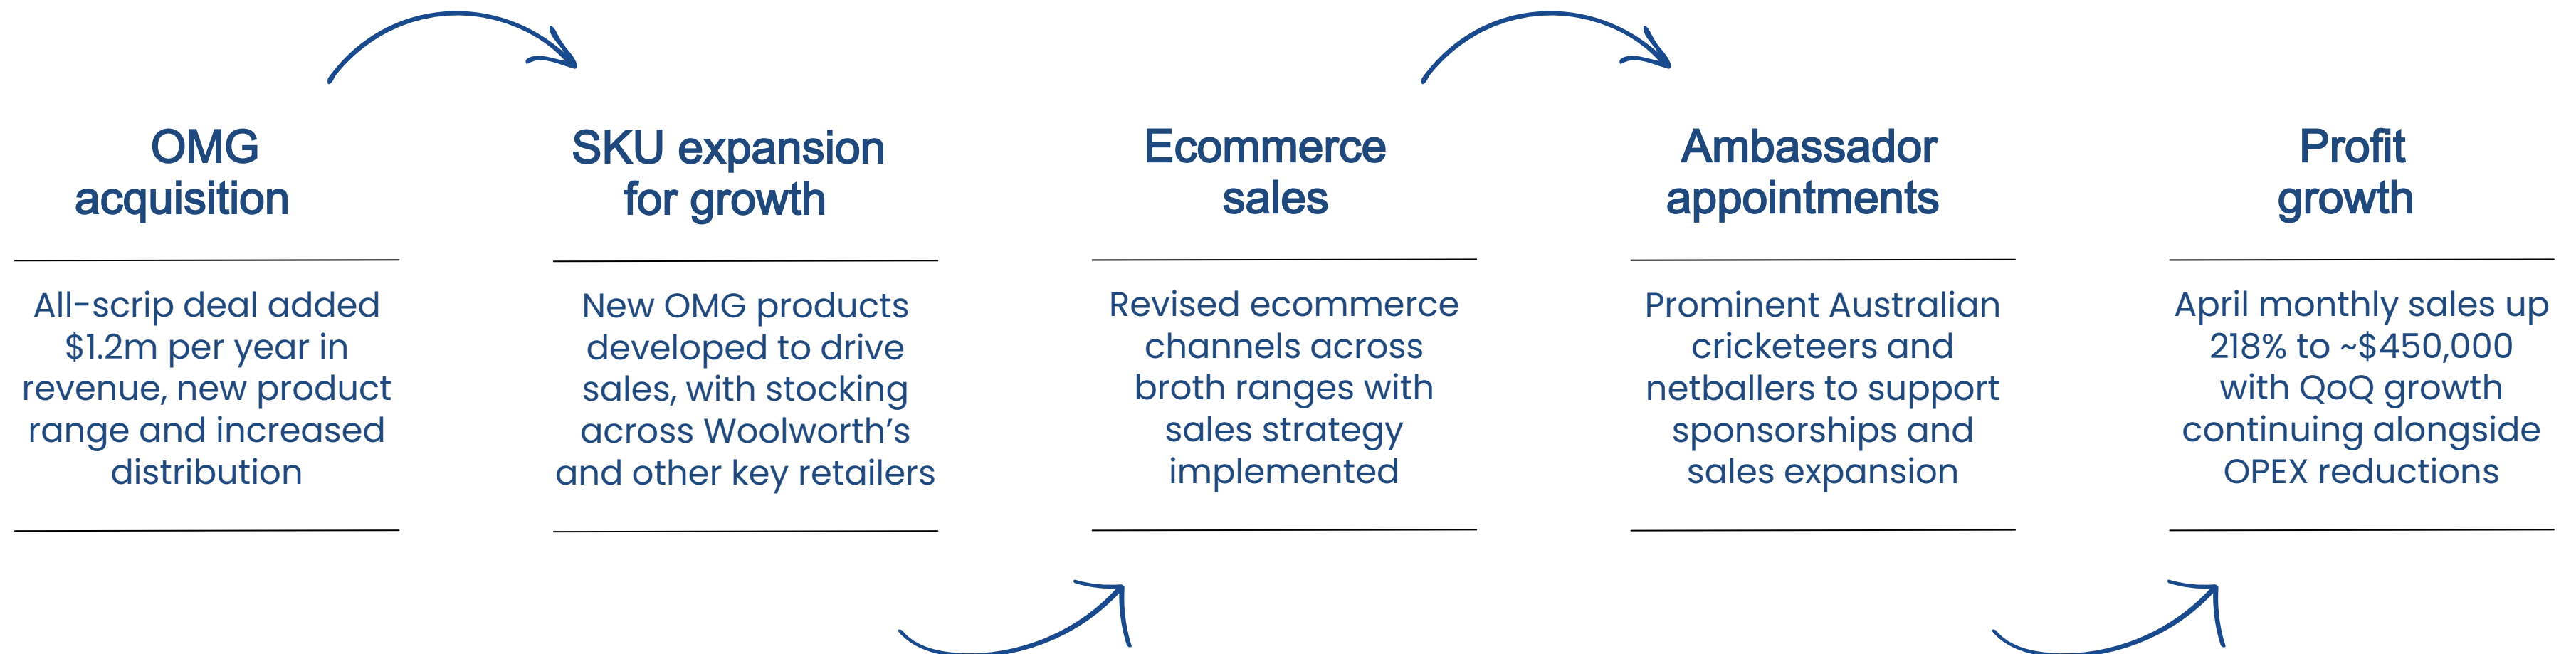 OMG
acquisition
All-scrip deal added
$1.2m per year in
revenue, new product
range and increased
distribution
SKU expansion
for growth
New OMG products
developed to drive
sales, with stocking
across Woolworth’s
and other key retailers
Ecommerce
sales
Revised ecommerce
channels across
broth ranges with
sales strategy
implemented
Ambassador
appointments
Prominent Australian
cricketeers and
netballers to support
sponsorships and
sales expansion
Profit
growth
April monthly sales up
218% to ~$450,000
with QoQ growth
continuing alongside
OPEX reductions